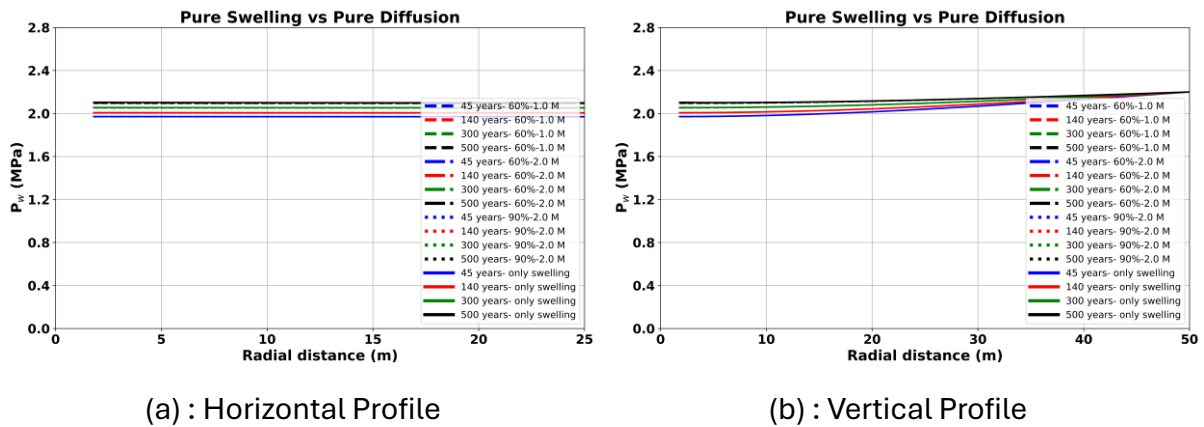 Pure Swelling vs Pure Diffusion
2.8
2.4
2.0
1.6
1.2
0.8
0.4
0.0
P_w (MPa)
45 years- 60%-1.0 M
140 years- 60%-1.0 M
300 years- 60%-1.0 M
500 years- 60%-1.0 M
45 years- 60%-2.0 M
140 years- 60%-2.0 M
300 years- 60%-2.0 M
500 years- 60%-2.0 M
45 years- 90%-2.0 M
140 years- 90%-2.0 M
300 years- 90%-2.0 M
500 years- 90%-2.0 M
45 years- only swelling
140 years- only swelling
300 years- only swelling
500 years- only swelling
0 5 10 15 20 25
Radial distance (m)
(a) : Horizontal Profile
Pure Swelling vs Pure Diffusion
2.8
2.4
2.0
1.6
1.2
0.8
0.4
0.0
P_w (MPa)
45 years- 60%-1.0 M
140 years- 60%-1.0 M
300 years- 60%-1.0 M
500 years- 60%-1.0 M
45 years- 60%-2.0 M
140 years- 60%-2.0 M
300 years- 60%-2.0 M
500 years- 60%-2.0 M
45 years- 90%-2.0 M
140 years- 90%-2.0 M
300 years- 90%-2.0 M
500 years- 90%-2.0 M
45 years- only swelling
140 years- only swelling
300 years- only swelling
500 years- only swelling
0 10 20 30 40 50
Radial distance (m)
(b) : Vertical Profile